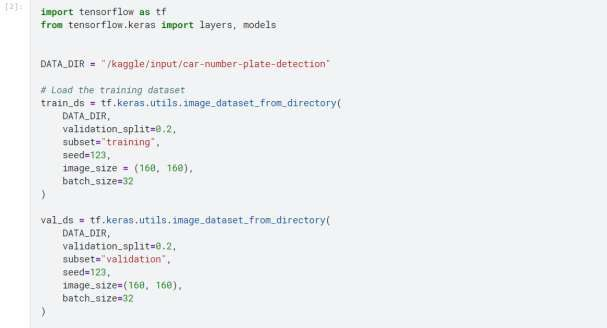 [2]:
import tensorflow as tf
from tensorflow.keras import layers, models
DATA_DIR = "/kaggle/input/car-number-plate-detection"
# Load the training dataset
train_ds = tf.keras.utils.image_dataset_from_directory(
    DATA_DIR,
    validation_split=0.2,
    subset="training",
    seed=123,
    image_size = (160, 160),
    batch_size=32
)
val_ds = tf.keras.utils.image_dataset_from_directory(
    DATA_DIR,
    validation_split=0.2,
    subset="validation",
    seed=123,
    image_size=(160, 160),
    batch_size=32
)